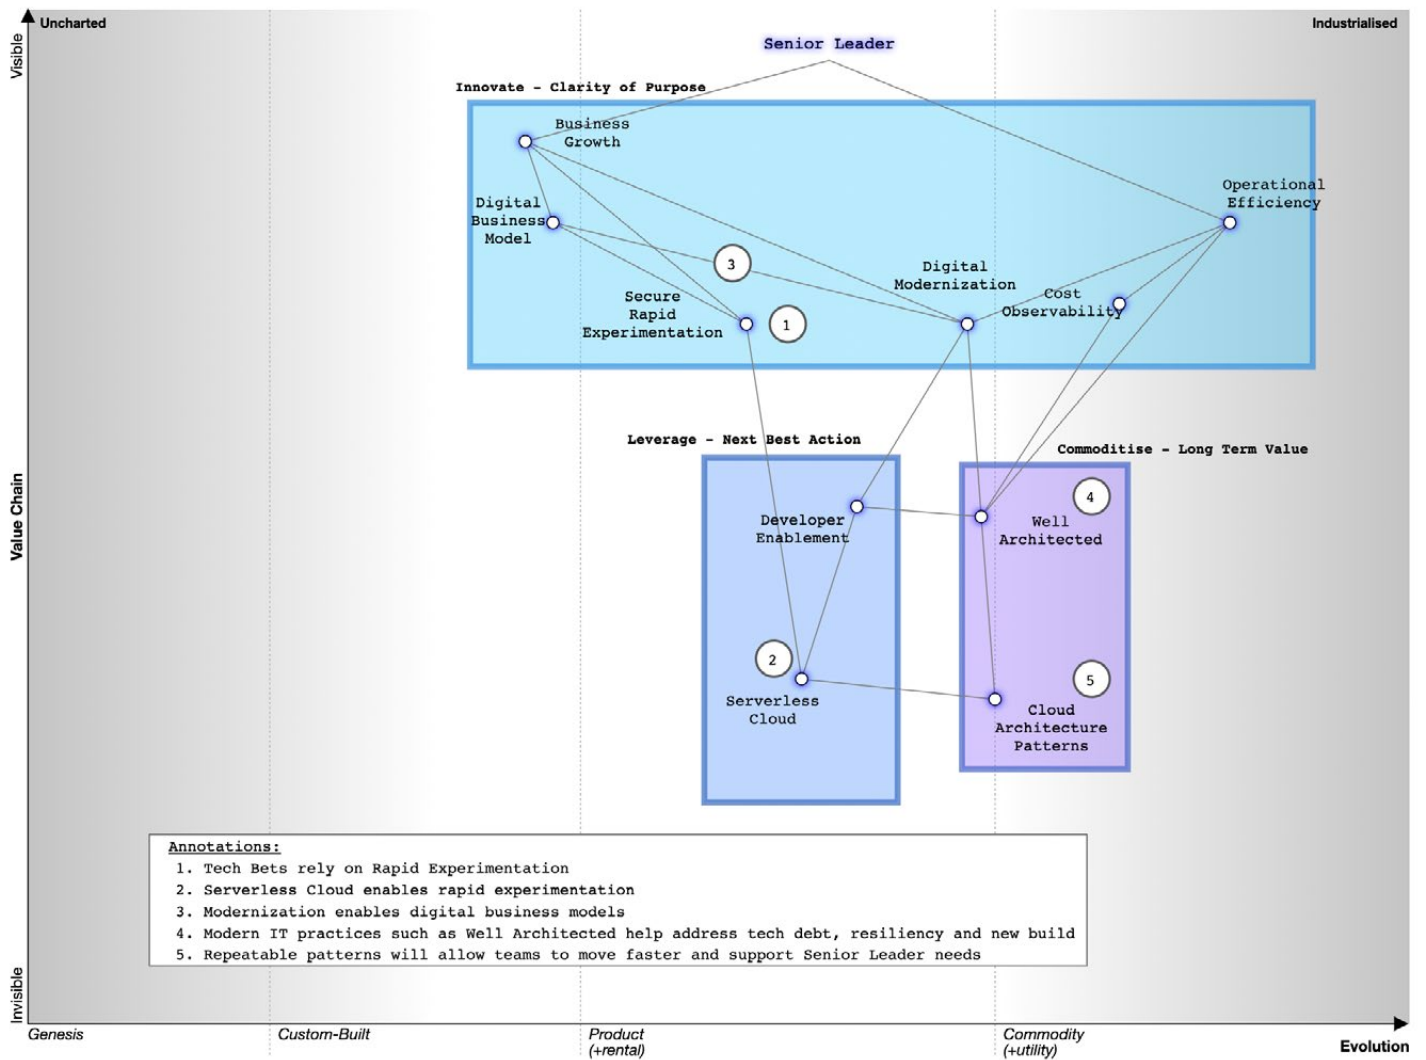 Uncharted
Industrialised
Visible
Senior Leader
Innovate - Clarity of Purpose
Business
Growth
Operational
Efficiency
Digital
Business
Model
3
Digital
Modernization
Cost
Observability
Secure
Rapid
Experimentation
1
Leverage - Next Best Action
Commoditise - Long Term Value
Value Chain
4
Developer
Enablement
Well
Architected
2
5
Serverless
Cloud
Cloud
Architecture
Patterns
Annotations:
1. Tech Bets rely on Rapid Experimentation
2. Serverless Cloud enables rapid experimentation
3. Modernization enables digital business models
4. Modern IT practices such as Well Architected help address tech debt, resiliency and new build
5. Repeatable patterns will allow teams to move faster and support Senior Leader needs
Invisible
Genesis
Custom-Built
Product
(+rental)
Commodity
(+utility)
Evolution